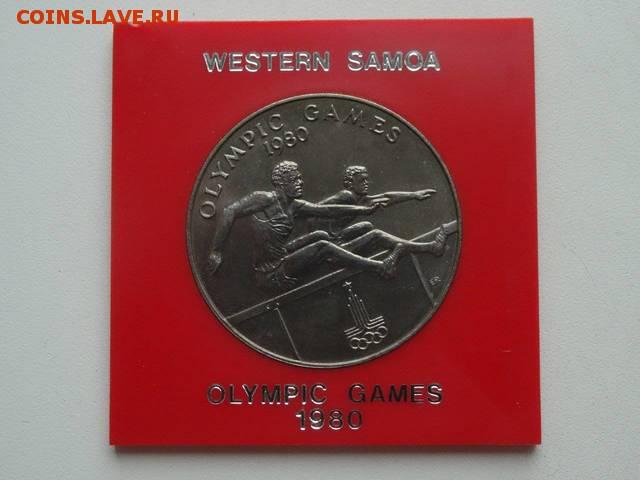 COINS.LAVE.RU
WESTERN SAMOA
OLYMPIC GAMES
1980
OLYMPIC GAMES
1980